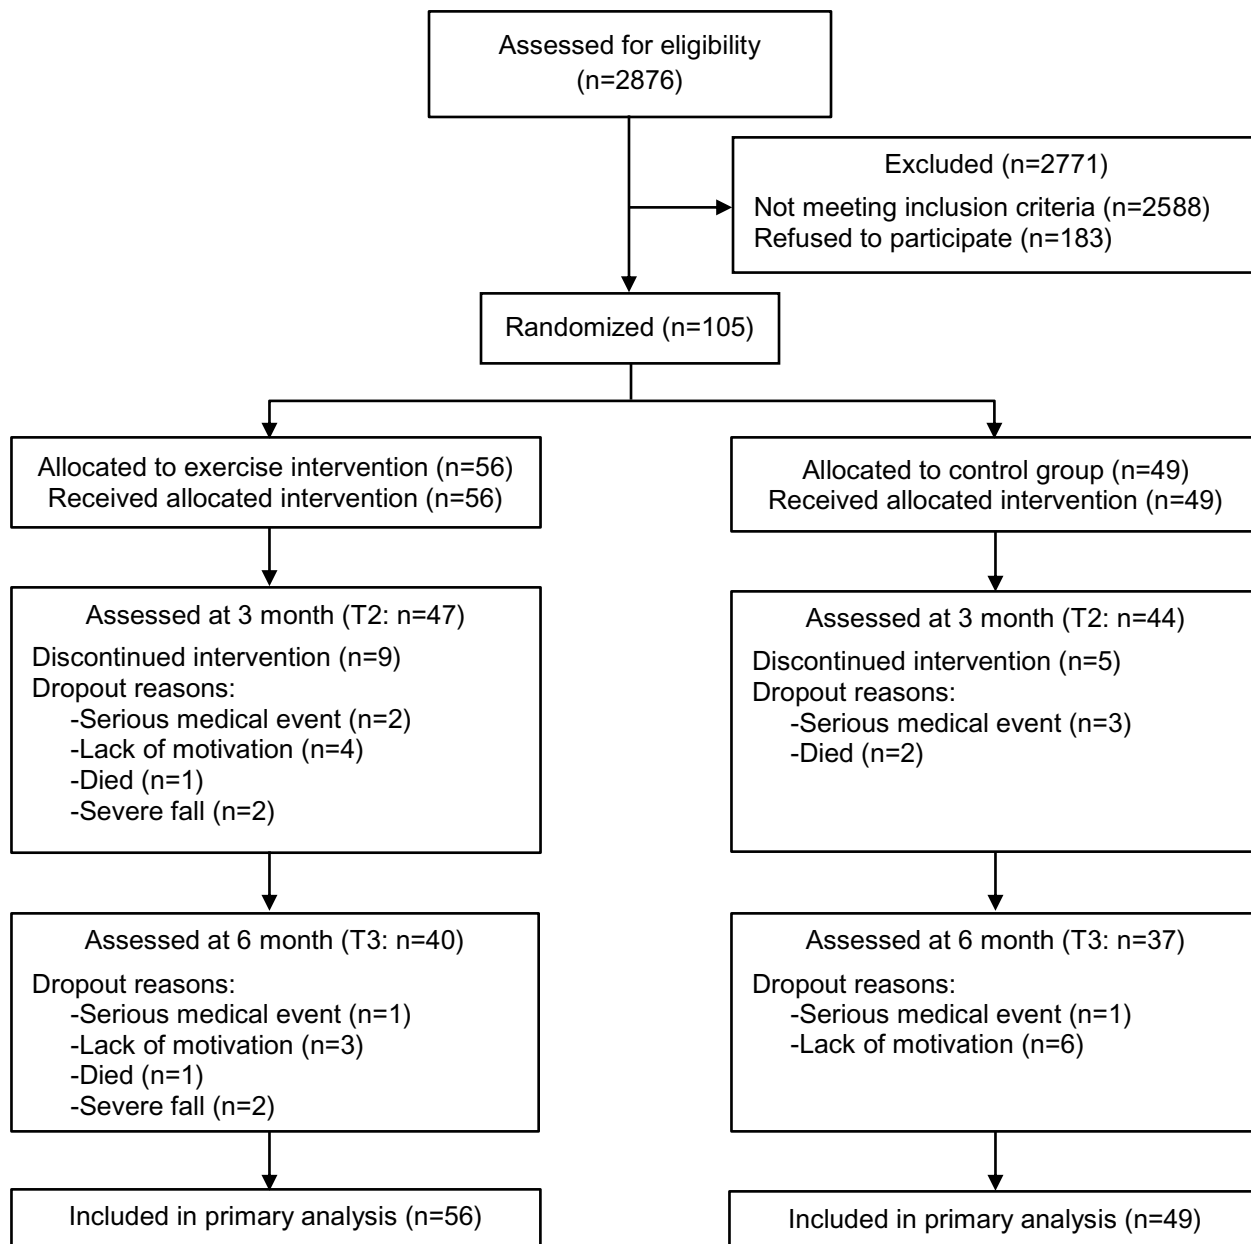 Assessed for eligibility
(n=2876)
Excluded (n=2771)
Not meeting inclusion criteria (n=2588)
Refused to participate (n=183)
Randomized (n=105)
Allocated to exercise intervention (n=56)
Received allocated intervention (n=56)
Allocated to control group (n=49)
Received allocated intervention (n=49)
Assessed at 3 month (T2: n=47)
Discontinued intervention (n=9)
Dropout reasons:
-Serious medical event (n=2)
-Lack of motivation (n=4)
-Died (n=1)
-Severe fall (n=2)
Assessed at 3 month (T2: n=44)
Discontinued intervention (n=5)
Dropout reasons:
-Serious medical event (n=3)
-Died (n=2)
Assessed at 6 month (T3: n=40)
Dropout reasons:
-Serious medical event (n=1)
-Lack of motivation (n=3)
-Died (n=1)
-Severe fall (n=2)
Assessed at 6 month (T3: n=37)
Dropout reasons:
-Serious medical event (n=1)
-Lack of motivation (n=6)
Included in primary analysis (n=56)
Included in primary analysis (n=49)